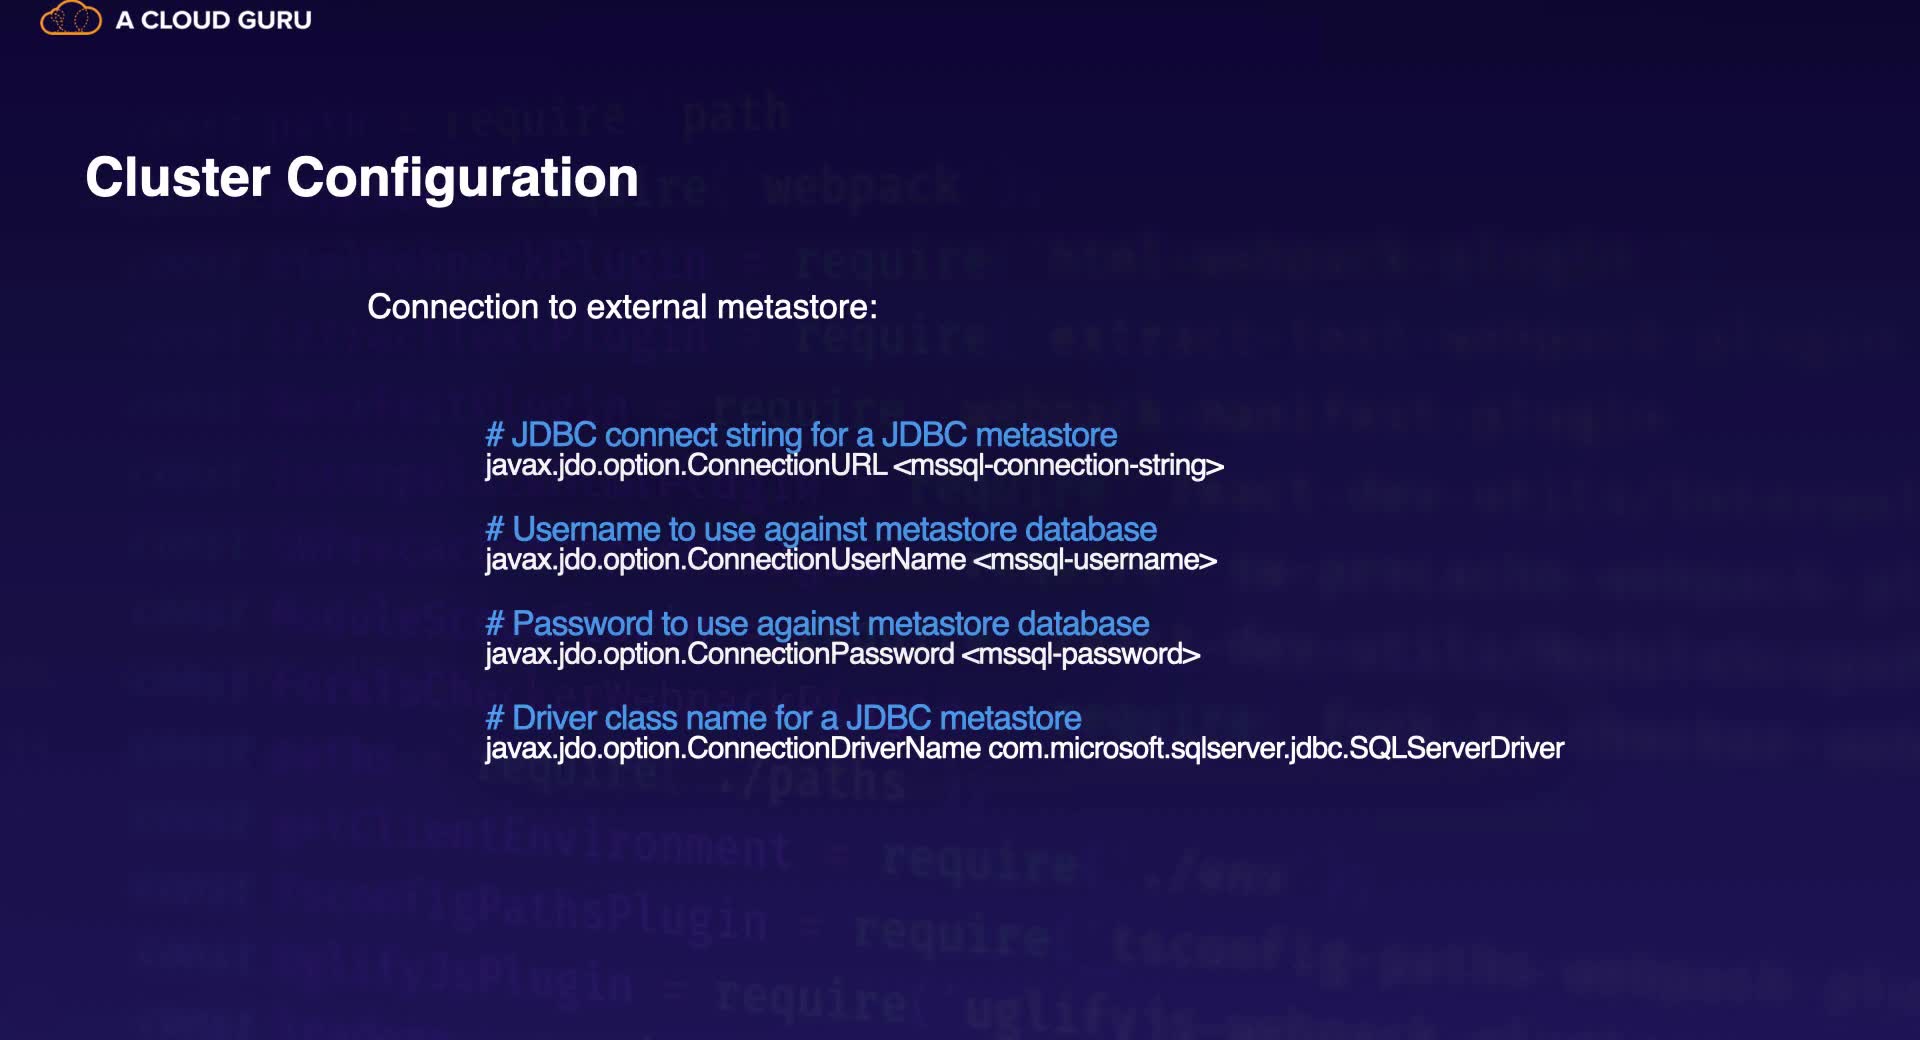 A CLOUD GURU
Cluster Configuration
Connection to external metastore:
# JDBC connect string for a JDBC metastore
javax.jdo.option.ConnectionURL <mssql-connection-string>
# Username to use against metastore database
javax.jdo.option.ConnectionUserName <mssql-username>
# Password to use against metastore database
javax.jdo.option.ConnectionPassword <mssql-password>
# Driver class name for a JDBC metastore
javax.jdo.option.ConnectionDriverName com.microsoft.sqlserver.jdbc.SQLServerDriver